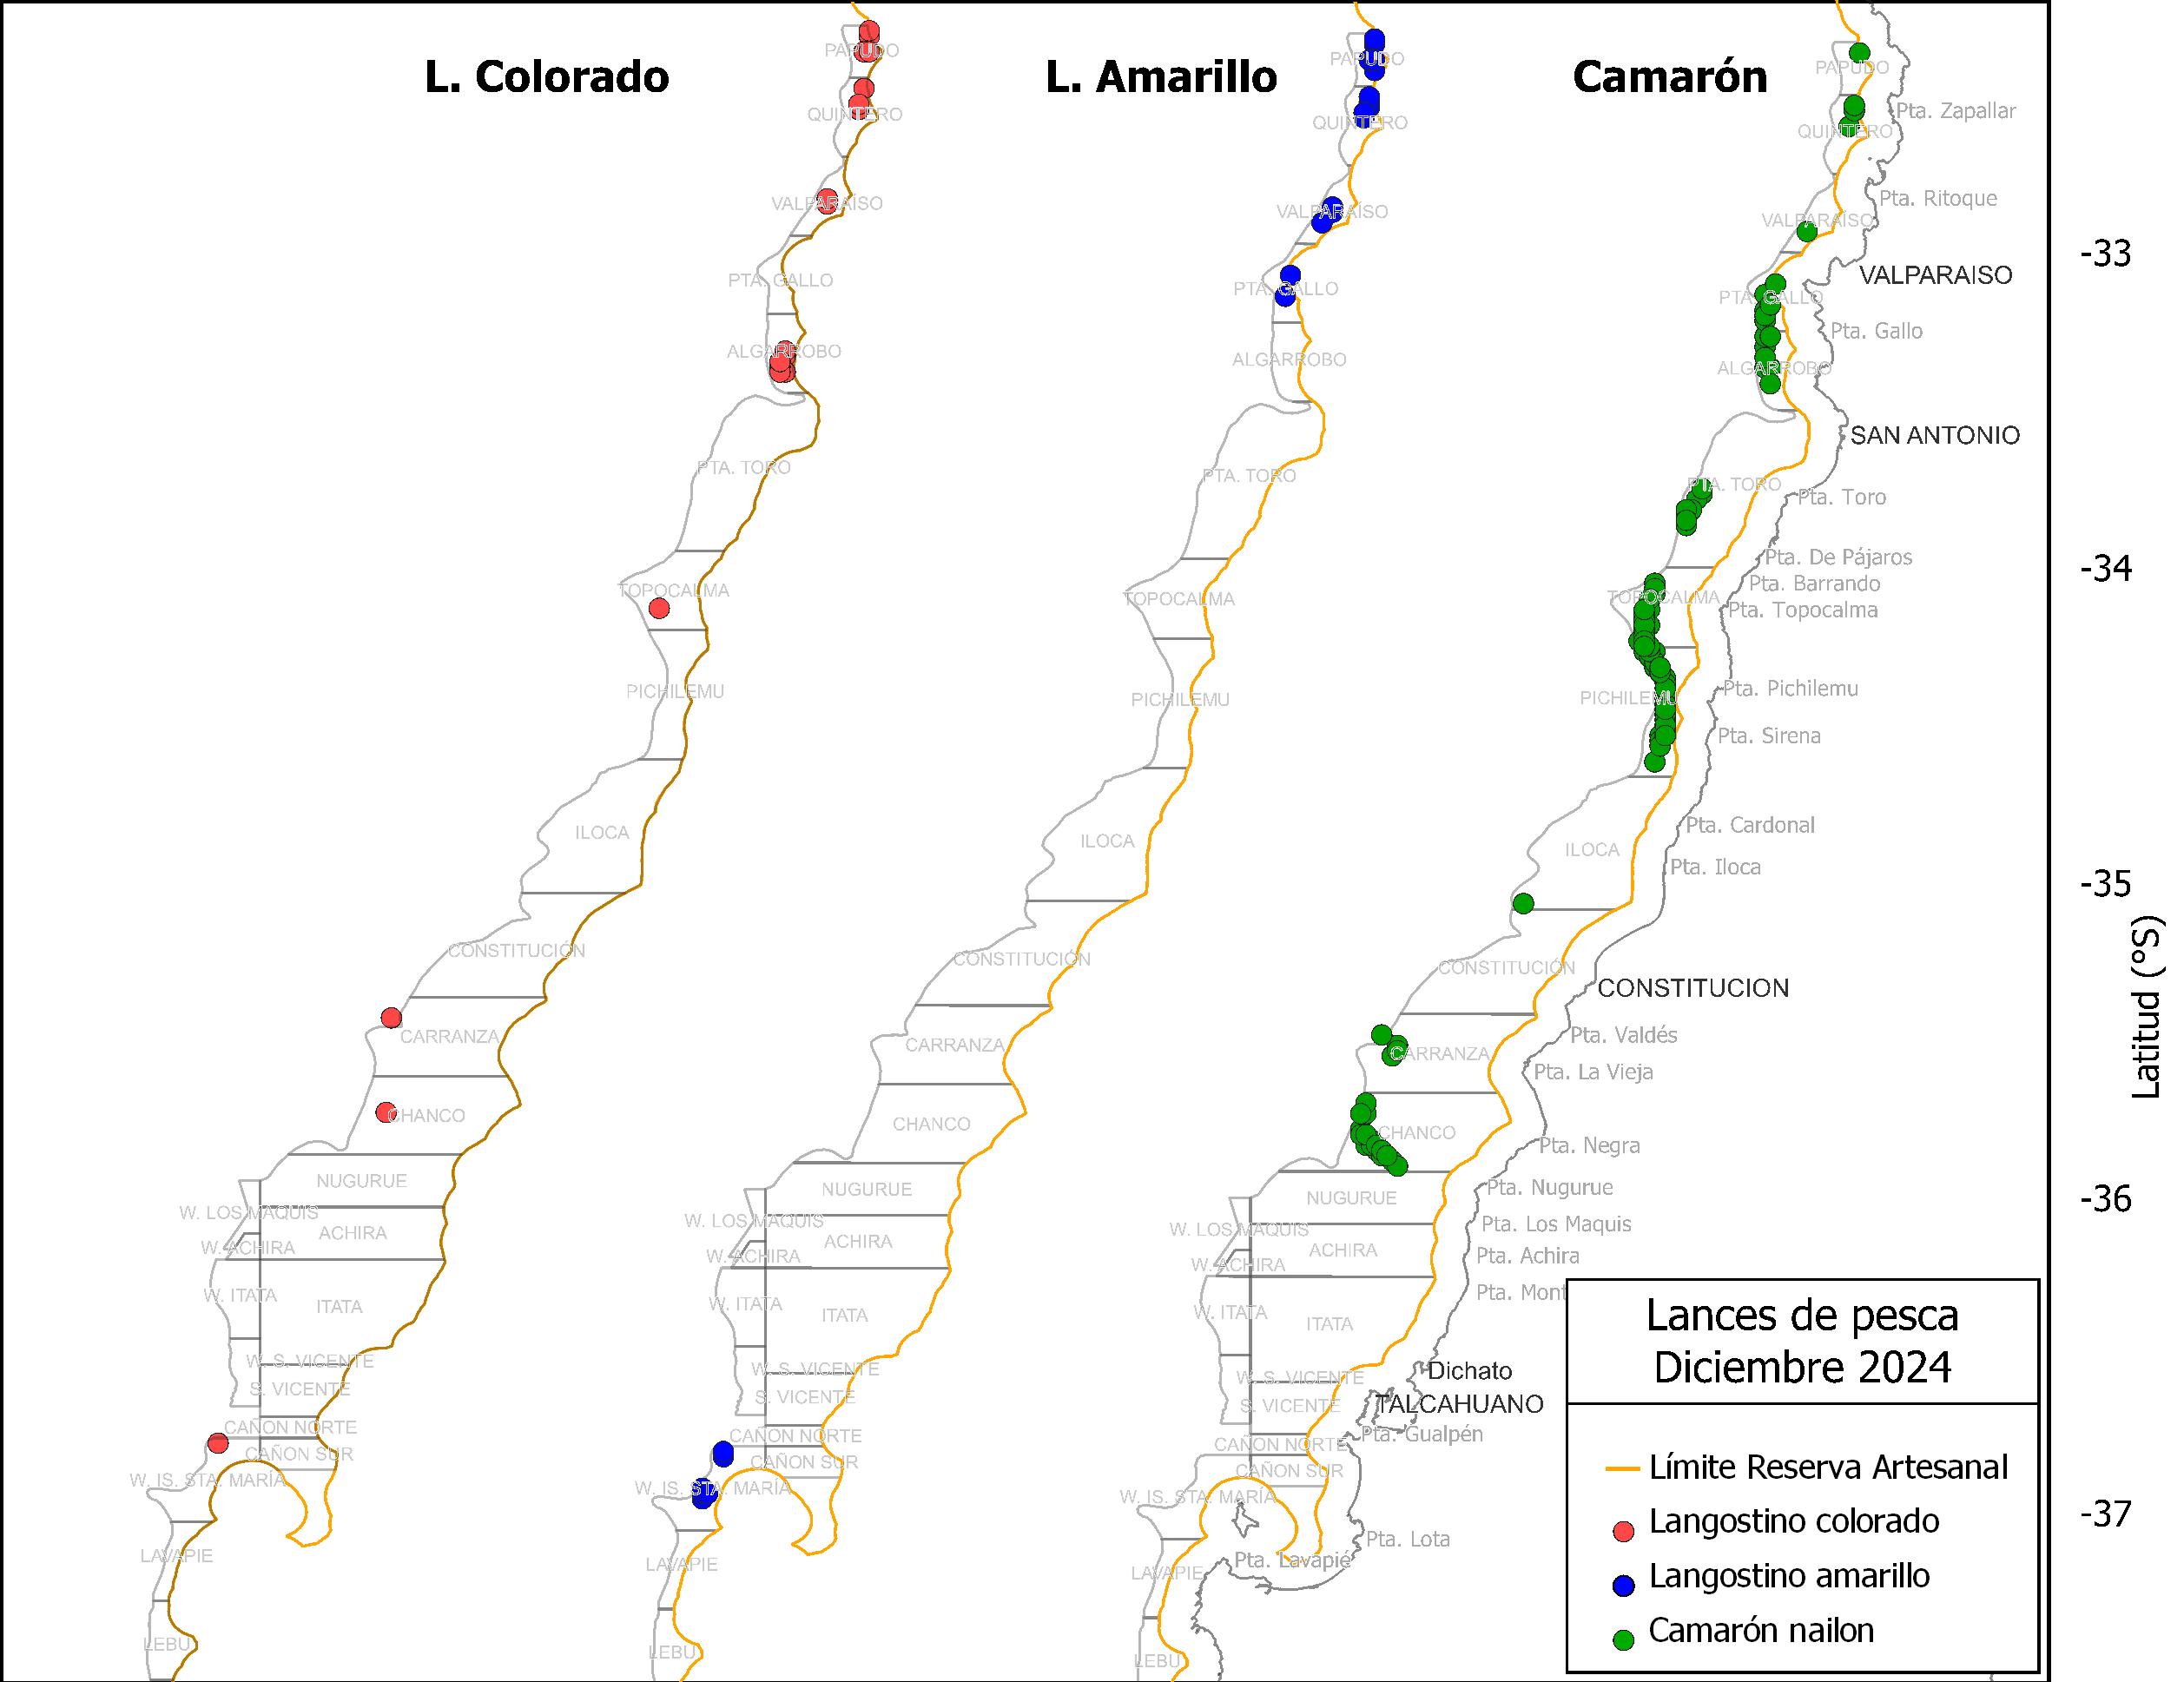 L. Colorado
L. Amarillo
Camarón
PAPUDO
QUINTERO
VALPARAÍSO
PTA. GALLO
ALGARROBO
PTA. TORO
TOPOCALMA
PICHILEMU
ILOCA
CONSTITUCIÓN
CARRANZA
CHANCO
NUGURUE
W. LOS MAQUIS
ACHIRA
W. ACHIRA
W. ITATA
ITATA
W. S. VICENTE
S. VICENTE
CAÑON NORTE
CAÑON SUR
W. IS. STA. MARÍA
LAVAPIE
LEBU
PAPUDO
QUINTERO
VALPARAÍSO
PTA. GALLO
ALGARROBO
PTA. TORO
TOPOCALMA
PICHILEMU
ILOCA
CONSTITUCIÓN
CARRANZA
CHANCO
NUGURUE
W. LOS MAQUIS
ACHIRA
W. ACHIRA
W. ITATA
ITATA
W. S. VICENTE
S. VICENTE
CAÑON NORTE
CAÑON SUR
W. IS. STA. MARÍA
LAVAPIE
LEBU
PAPUDO
QUINTERO
VALPARAÍSO
PTA. GALLO
ALGARROBO
PTA. TORO
TOPOCALMA
PICHILEMU
ILOCA
CONSTITUCIÓN
CARRANZA
CHANCO
NUGURUE
W. LOS MAQUIS
ACHIRA
W. ACHIRA
W. ITATA
ITATA
W. S. VICENTE
S. VICENTE
CAÑON NORTE
CAÑON SUR
W. IS. STA. MARÍA
LAVAPIE
LEBU
Pta. Zapallar
Pta. Ritoque
VALPARAISO
Pta. Gallo
SAN ANTONIO
Pta. Toro
Pta. De Pájaros
Pta. Barrando
Pta. Topocalma
Pta. Pichilemu
Pta. Sirena
Pta. Cardonal
Pta. Iloca
CONSTITUCION
Pta. Valdés
Pta. La Vieja
Pta. Negra
Pta. Nugurue
Pta. Los Maquis
Pta. Achira
Pta. Mont
Dichato
TALCAHUANO
Pta. Gualpén
Pta. Lota
Pta. Lavapié
-33
-34
-35
-36
-37
Latitud (°S)
Lances de pesca
Diciembre 2024
Límite Reserva Artesanal
Langostino colorado
Langostino amarillo
Camarón nailon